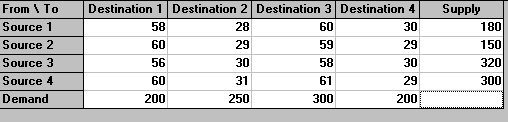 From \ To Destination 1 Destination 2 Destination 3 Destination 4 Supply
Source 1 58 28 60 30 180
Source 2 60 29 59 29 150
Source 3 56 30 58 30 320
Source 4 60 31 61 29 300
Demand 200 250 300 200